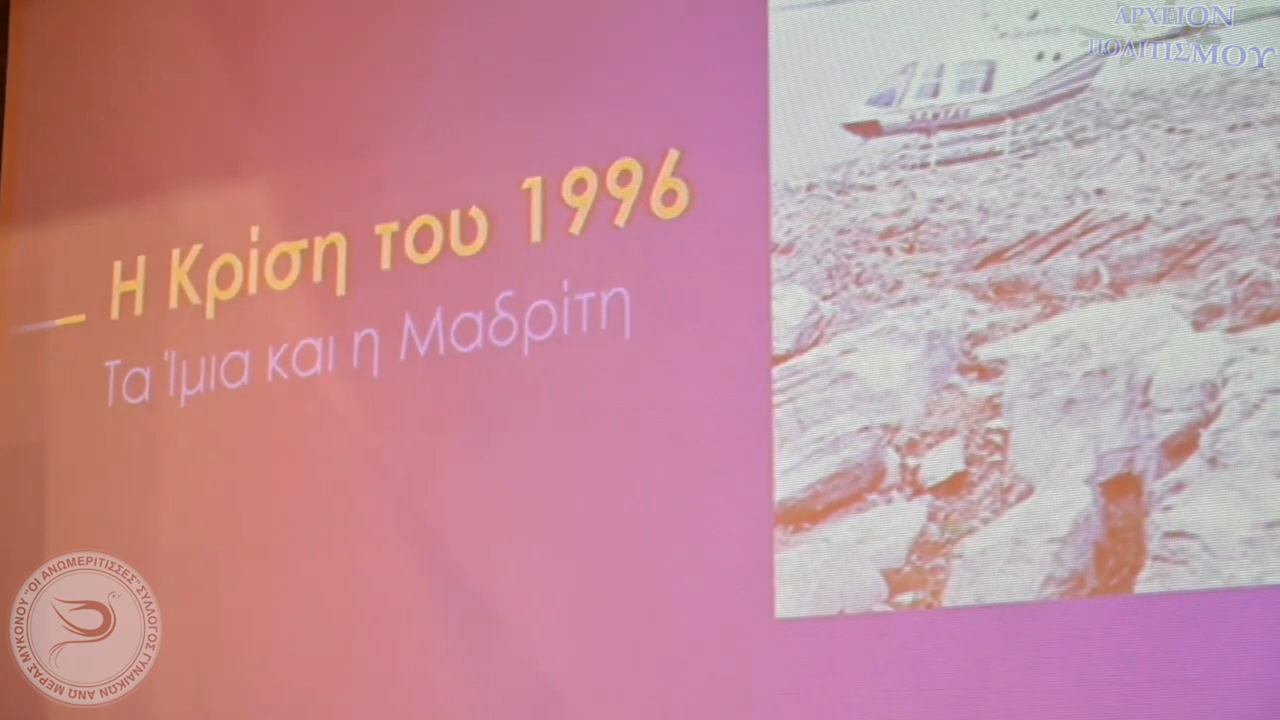 ΑΡΧΕΙΟΝ
ΠΟΛΙΤΙΣΜΟΥ
Η Κρίση του 1996
Τα Ίμια και η Μαδρίτη
"ΟΙ ΑΝΩΜΕΡΙΤΙΣΣΕΣ" ΣΥΛΛΟΓΟΣ ΓΥΝΑΙΚΩΝ ΑΝΩ ΜΕΡΑΣ ΜΥΚΟΝΟΥ